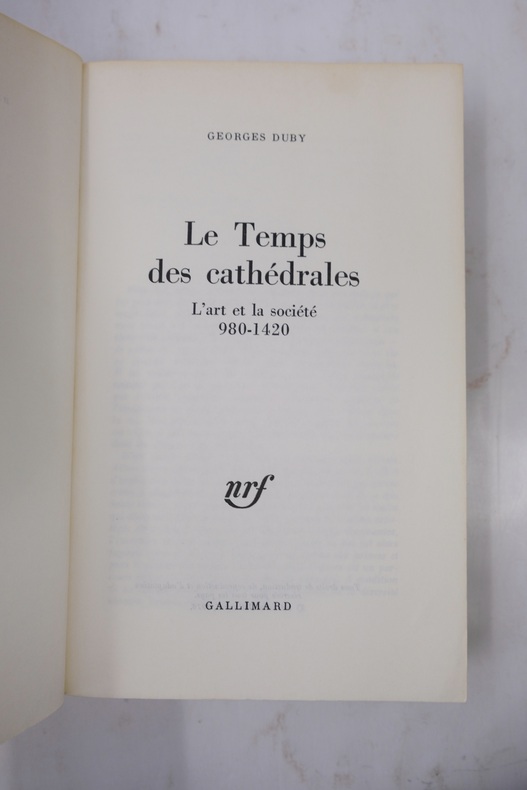 GEORGES DUBY
Le Temps
des cathédrales
L'art et la société
980-1420
nrf
GALLIMARD